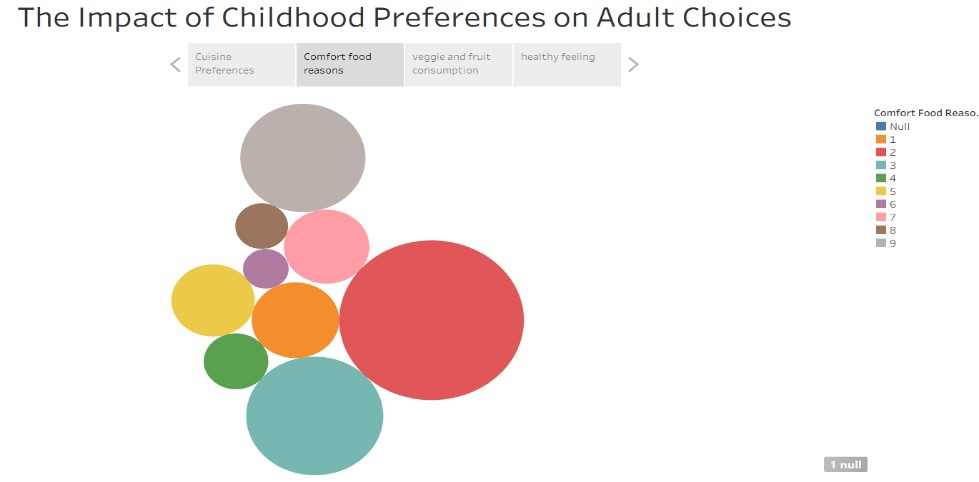 The Impact of Childhood Preferences on Adult Choices
Cuisine
Preferences
Comfort food
reasons
veggie and fruit
consumption
healthy feeling
Comfort Food Reaso.
Null
1
2
3
4
5
6
7
8
9
1 null